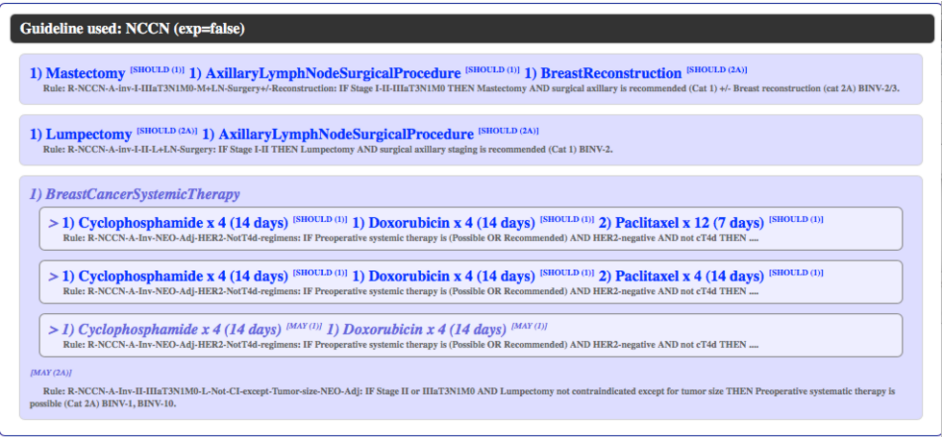 Guideline used: NCCN (exp=false)
1) Mastectomy [SHOULD (1)] 1) AxillaryLymphNodeSurgicalProcedure [SHOULD (1)] 1) BreastReconstruction [SHOULD (2A)]
Rule: R-NCCN-A-inv-I-IIIaT3N1M0-M+LN-Surgery+/-Reconstruction: IF Stage I-II-IIIaT3N1M0 THEN Mastectomy AND surgical axillary is recommended (Cat 1) +/- Breast reconstruction (cat 2A) BINV-2/3.
1) Lumpectomy [SHOULD (2A)] 1) AxillaryLymphNodeSurgicalProcedure [SHOULD (2A)]
Rule: R-NCCN-A-inv-I-II-L+LN-Surgery: IF Stage I-II THEN Lumpectomy AND surgical axillary staging is recommended (Cat 1) BINV-2.
1) BreastCancerSystemicTherapy
> 1) Cyclophosphamide x 4 (14 days) [SHOULD (1)] 1) Doxorubicin x 4 (14 days) [SHOULD (1)] 2) Paclitaxel x 12 (7 days) [SHOULD (1)]
Rule: R-NCCN-A-Inv-NEO-Adj-HER2-NotT4d-regimens: IF Preoperative systemic therapy is (Possible OR Recommended) AND HER2-negative AND not cT4d THEN ....
> 1) Cyclophosphamide x 4 (14 days) [SHOULD (1)] 1) Doxorubicin x 4 (14 days) [SHOULD (1)] 2) Paclitaxel x 4 (14 days) [SHOULD (1)]
Rule: R-NCCN-A-Inv-NEO-Adj-HER2-NotT4d-regimens: IF Preoperative systemic therapy is (Possible OR Recommended) AND HER2-negative AND not cT4d THEN ....
> 1) Cyclophosphamide x 4 (14 days) [MAY (1)] 1) Doxorubicin x 4 (14 days) [MAY (1)]
Rule: R-NCCN-A-Inv-NEO-Adj-HER2-NotT4d-regimens: IF Preoperative systemic therapy is (Possible OR Recommended) AND HER2-negative AND not cT4d THEN ....
[MAY (2A)]
Rule: R-NCCN-A-Inv-II-IIIaT3N1M0-L-Not-CI-except-Tumor-size-NEO-Adj: IF Stage II or IIIaT3N1M0 AND Lumpectomy not contraindicated except for tumor size THEN Preoperative systematic therapy is
possible (Cat 2A) BINV-1, BINV-10.